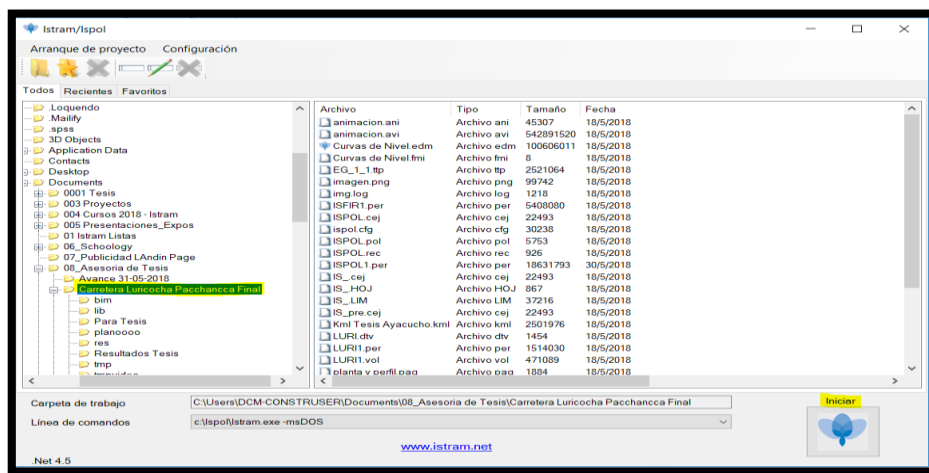 Istram/Ispol
Arranque de proyecto Configuración
Todos Recientes Favoritos
.Loquendo
.Mailify
.spss
3D Objects
Application Data
Contacts
Desktop
Documents
0001 Tesis
003 Proyectos
004 Cursos 2018 - Istram
005 Presentaciones_Expos
01 Istram Listas
06_Schoology
07_Publicidad LAndin Page
08_Asesoria de Tesis
Avance 31-05-2018
Carretera Luricocha Pacchancca Final
bim
lib
Para Tesis
planoooo
res
Resultados Tesis
tmp
Archivo Tipo Tamaño Fecha
animacion.ani Archivo ani 45307 18/5/2018
animacion.avi Archivo avi 542891520 18/5/2018
Curvas de Nivel.edm Archivo edm 100606011 18/5/2018
Curvas de Nivel.fmi Archivo fmi 8 18/5/2018
EG_1_1.ttp Archivo ttp 2521064 18/5/2018
imagen.png Archivo png 99742 18/5/2018
img.log Archivo log 1218 18/5/2018
ISFIR1.per Archivo per 5408080 18/5/2018
ISPOL.cej Archivo cej 22493 18/5/2018
ispol.cfg Archivo cfg 30238 18/5/2018
ISPOL.pol Archivo pol 5753 18/5/2018
ISPOL.rec Archivo rec 926 18/5/2018
ISPOL1.per Archivo per 18631793 30/5/2018
IS_.cej Archivo cej 22493 18/5/2018
IS_.HOJ Archivo HOJ 867 18/5/2018
IS_.LIM Archivo LIM 37216 18/5/2018
IS_pre.cej Archivo cej 22493 18/5/2018
Kml Tesis Ayacucho.kml Archivo kml 2501976 18/5/2018
LURI.dtv Archivo dtv 1454 18/5/2018
LURI1.per Archivo per 1514030 18/5/2018
LURI1.vol Archivo vol 471089 18/5/2018
planta y perfil.pag Archivo pag 1884 18/5/2018
Carpeta de trabajo C:\Users\DCM-CONSTRUSER\Documents\08_Asesoria de Tesis\Carretera Luricocha Pacchancca Final
Iniciar
Línea de comandos c:\Ispol\Istram.exe -msDOS
www.istram.net
.Net 4.5